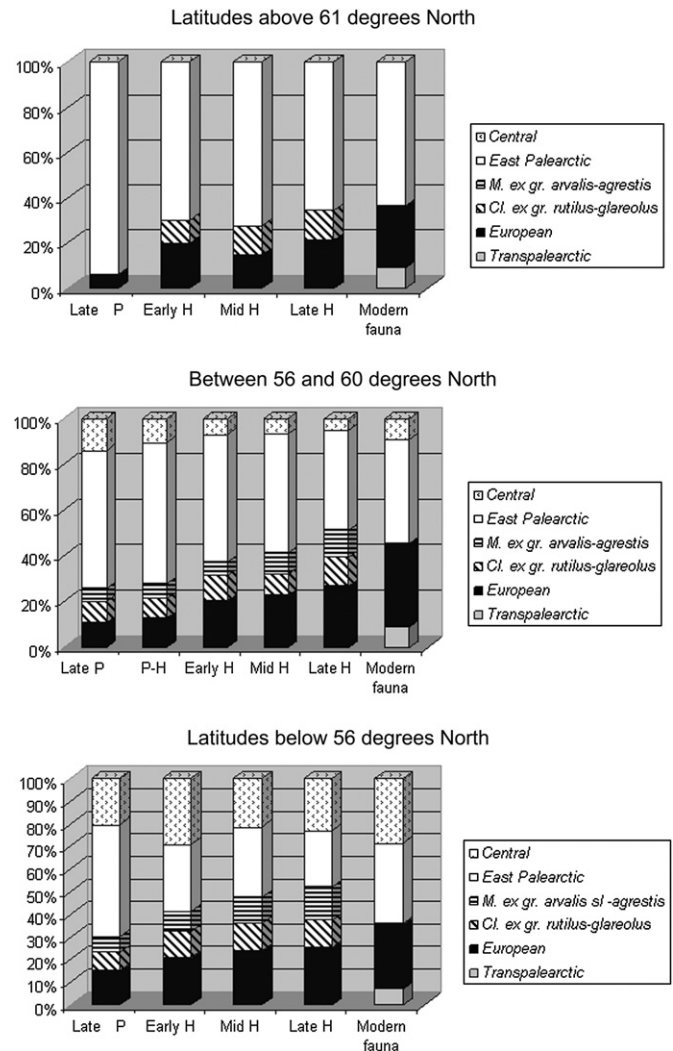 Latitudes above 61 degrees North
100%
80%
60%
40%
20%
0%
Late P Early H Mid H Late H Modern
fauna
Central
East Palearctic
M. ex gr. arvalis-agrestis
Cl. ex gr. rutilus-glareolus
European
Transpalearctic
Between 56 and 60 degrees North
100%
80%
60%
40%
20%
0%
Late P P-H Early H Mid H Late H Modern
fauna
Central
East Palearctic
M. ex gr. arvalis-agrestis
Cl. ex gr. rutilus-glareolus
European
Transpalearctic
Latitudes below 56 degrees North
100%
90%
80%
70%
60%
50%
40%
30%
20%
10%
0%
Late P Early H Mid H Late H Modern
fauna
Central
East Palearctic
M. ex gr. arvalis sl -agrestis
Cl. ex gr. rutilus-glareolus
European
Transpalearctic